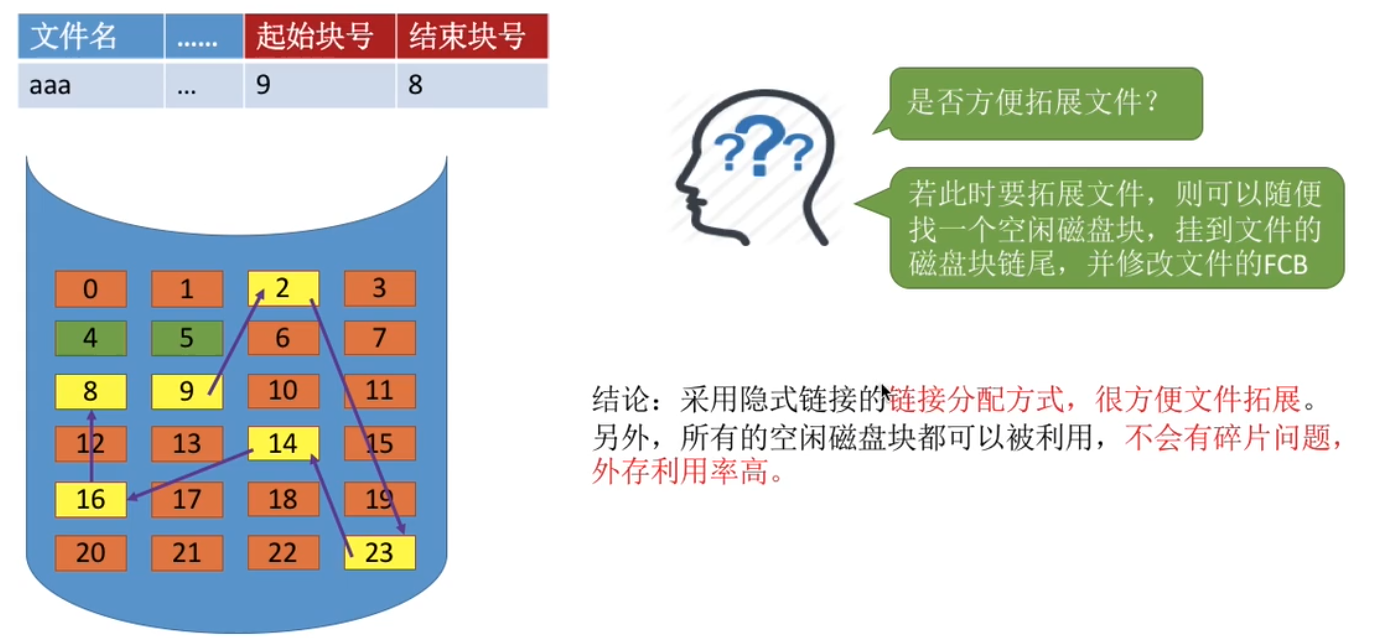 文件名 …… 起始块号 结束块号
aaa … 9 8
是否方便拓展文件？
若此时要拓展文件，则可以随便
找一个空闲磁盘块，挂到文件的
磁盘块链尾，并修改文件的FCB
???
0 1 2 3
4 5 6 7
8 9 10 11
12 13 14 15
16 17 18 19
20 21 22 23
结论：采用隐式链接的链接分配方式，很方便文件拓展。
另外，所有的空闲磁盘块都可以被利用，不会有碎片问题，
外存利用率高。